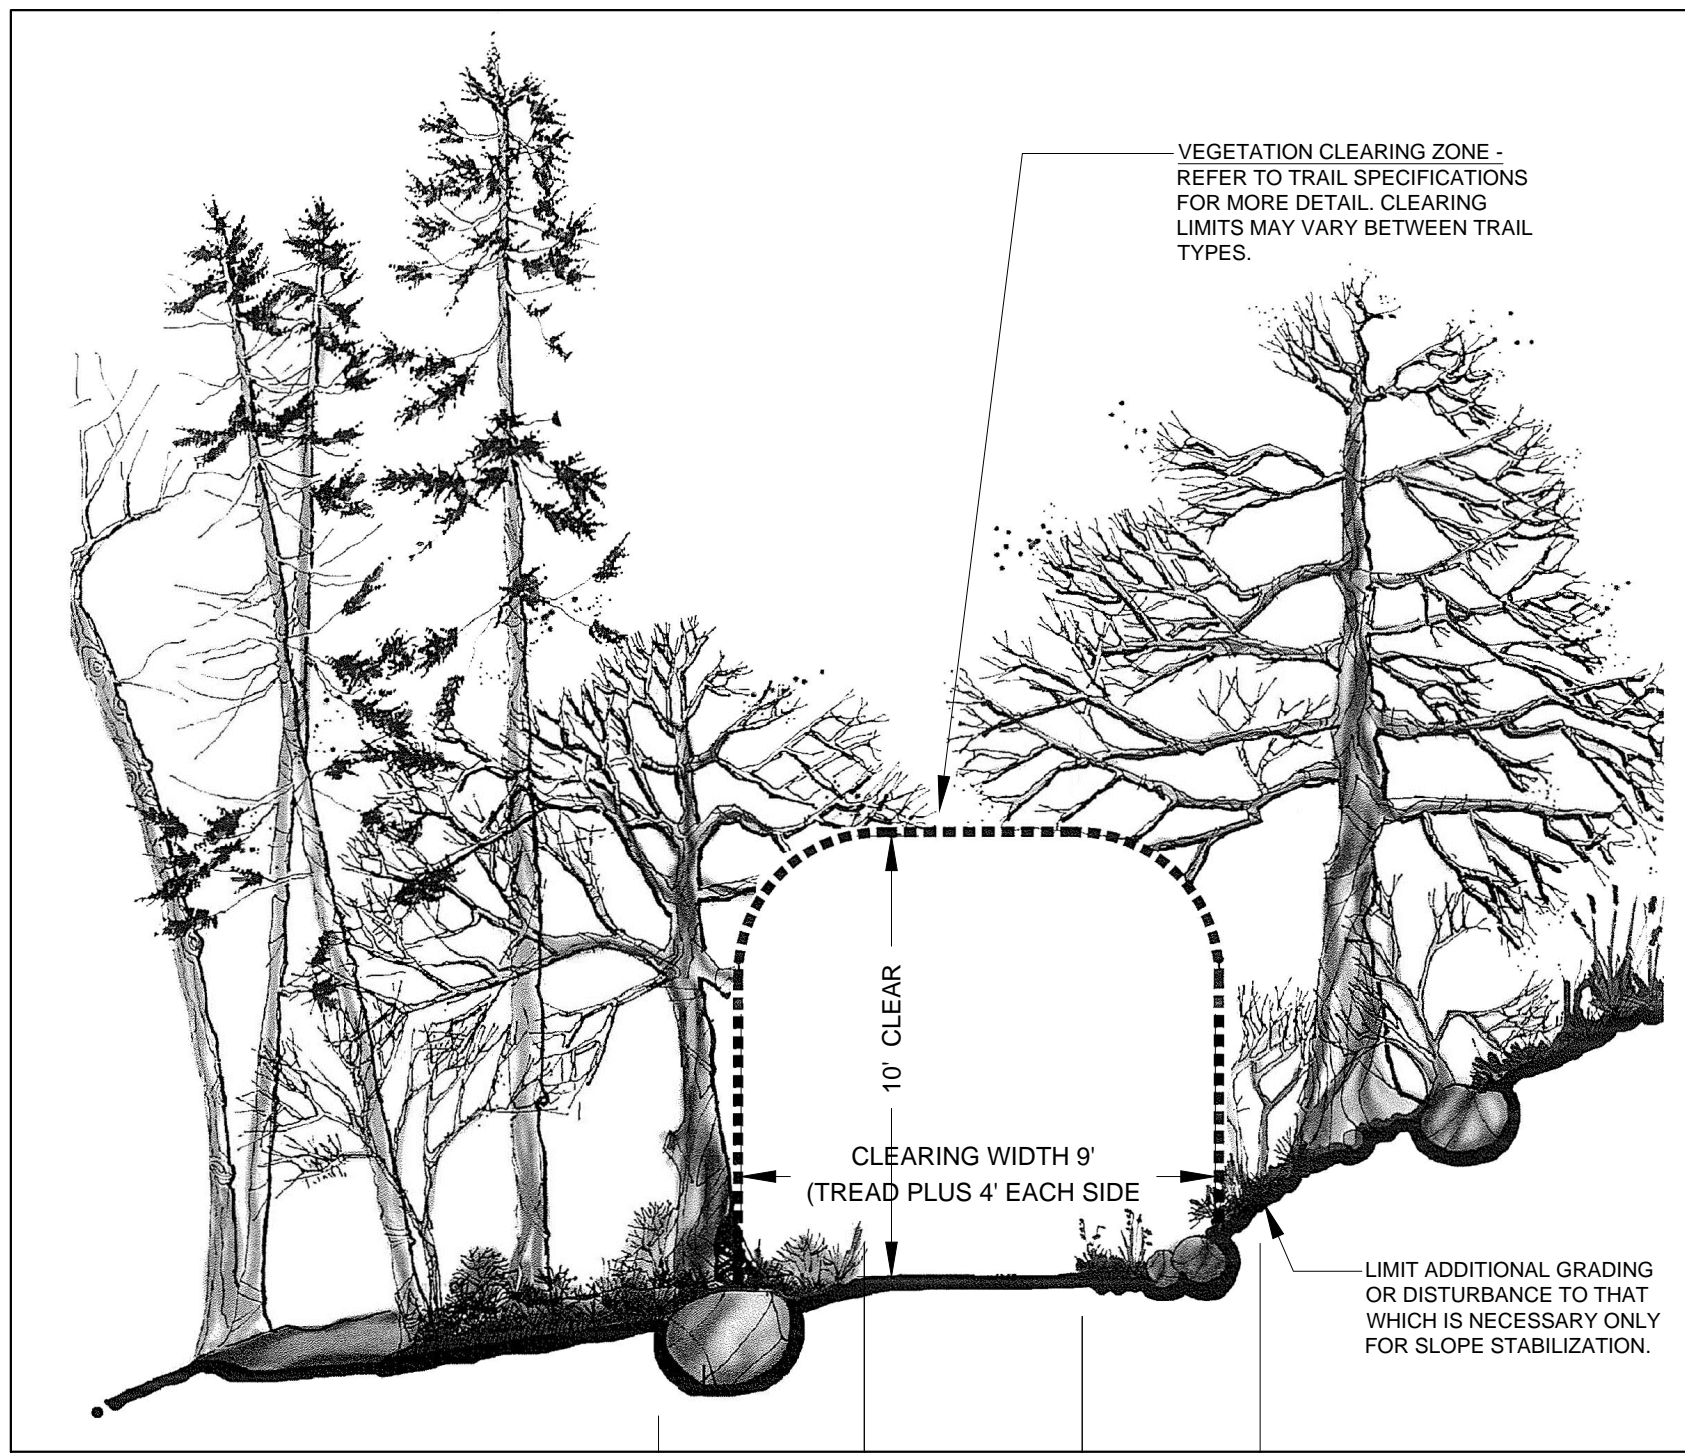 VEGETATION CLEARING ZONE -
REFER TO TRAIL SPECIFICATIONS
FOR MORE DETAIL. CLEARING
LIMITS MAY VARY BETWEEN TRAIL
TYPES.
10' CLEAR
CLEARING WIDTH 9'
(TREAD PLUS 4' EACH SIDE
LIMIT ADDITIONAL GRADING
OR DISTURBANCE TO THAT
WHICH IS NECESSARY ONLY
FOR SLOPE STABILIZATION.